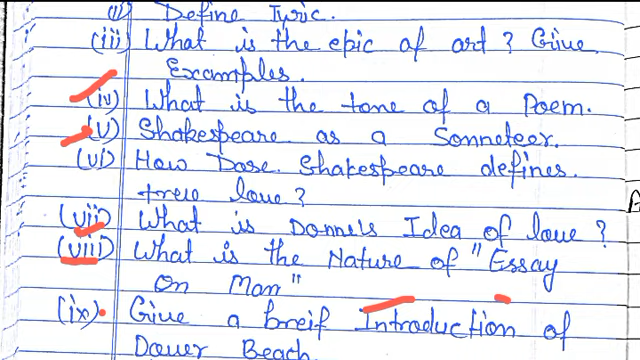 (ii) Define Lyric.
(iii) What is the epic of art? Give
Examples.
(iv) What is the tone of a Poem.
(v) Shakespeare as a Sonneteer.
(vi) How Dose Shakespeare defines
treu love?
(vii) What is Donne's Idea of love?
(viii) What is the Nature of "Essay
On Man"
(ix) Give a breif Introduction of
Dover Beach